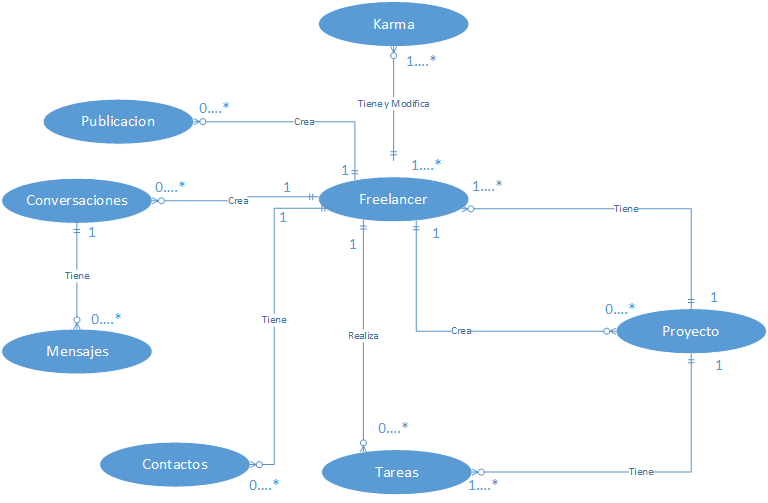 Karma
1....*
Tiene y Modifica
0....*
Publicacion
Crea
1
1....*
0....*
1
1....*
Conversaciones
Crea
Freelancer
1
1
Tiene
1
1
1
Tiene
1
0....*
Tiene
0....*
Mensajes
Realiza
Crea
Proyecto
1
0....*
Contactos
Tareas
Tiene
0....*
1....*